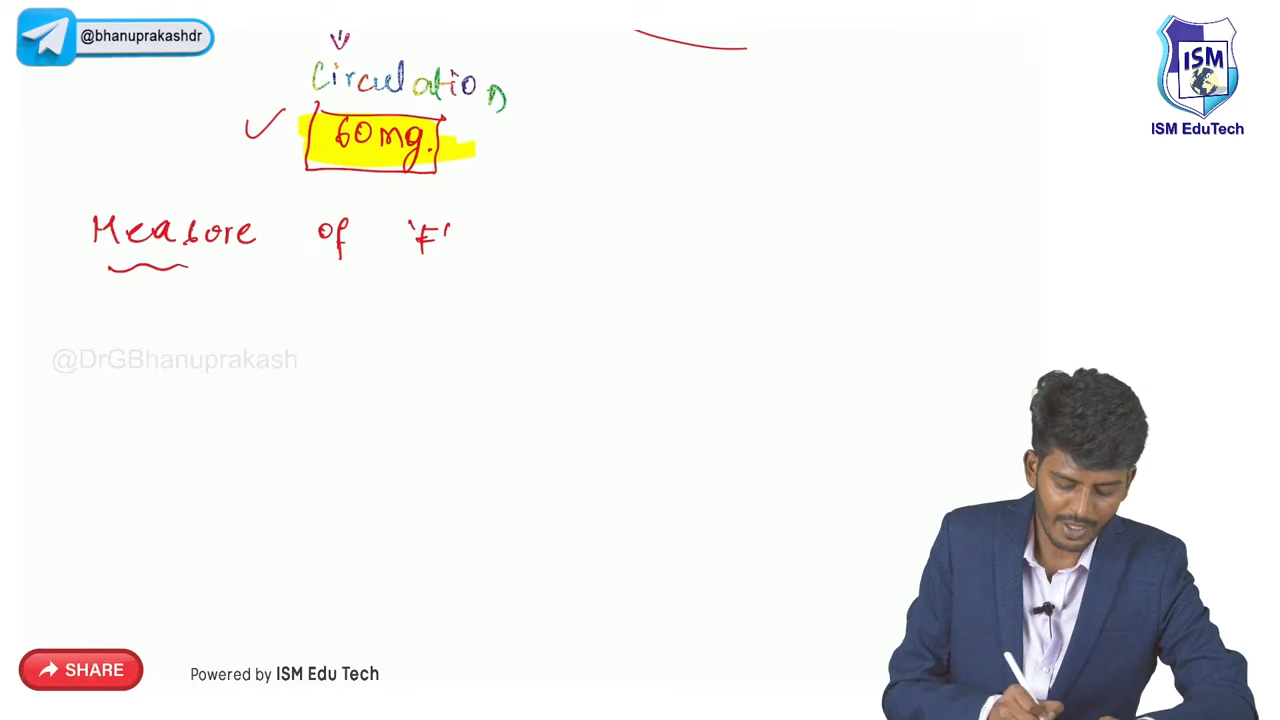 @bhanuprakashdr
Circulation
60mg.
ISM
ISM EduTech
Measure of 'F'
@DrGBhanuprakash
SHARE
Powered by ISM Edu Tech